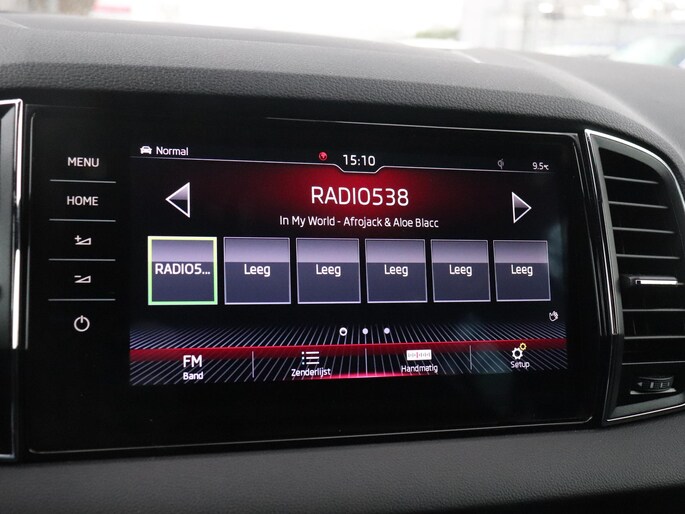 Normal
15:10
9.5°C
MENU
RADIO538
HOME
In My World - Afrojack & Aloe Blacc
RADIO5...
Leeg
Leeg
Leeg
Leeg
Leeg
FM
Band
Zenderlijst
Handmatig
Setup